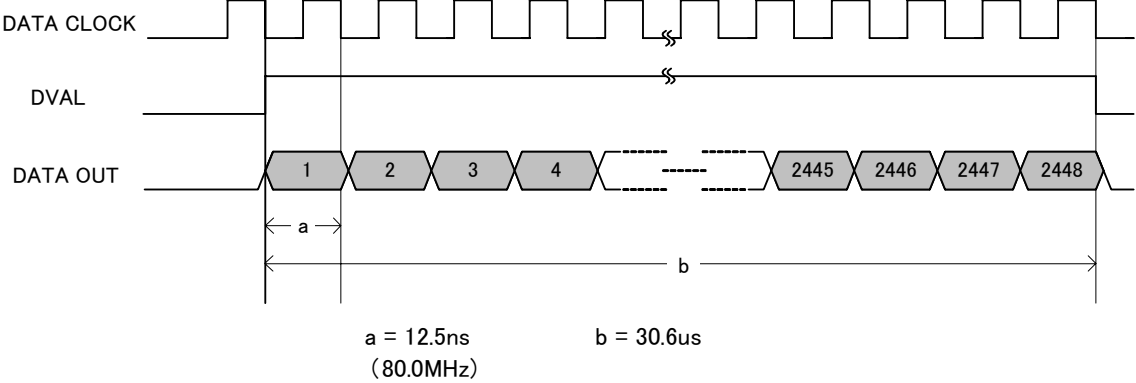 DATA CLOCK
DVAL
DATA OUT
1 2 3 4 2445 2446 2447 2448
a
b
a = 12.5ns b = 30.6us
(80.0MHz)